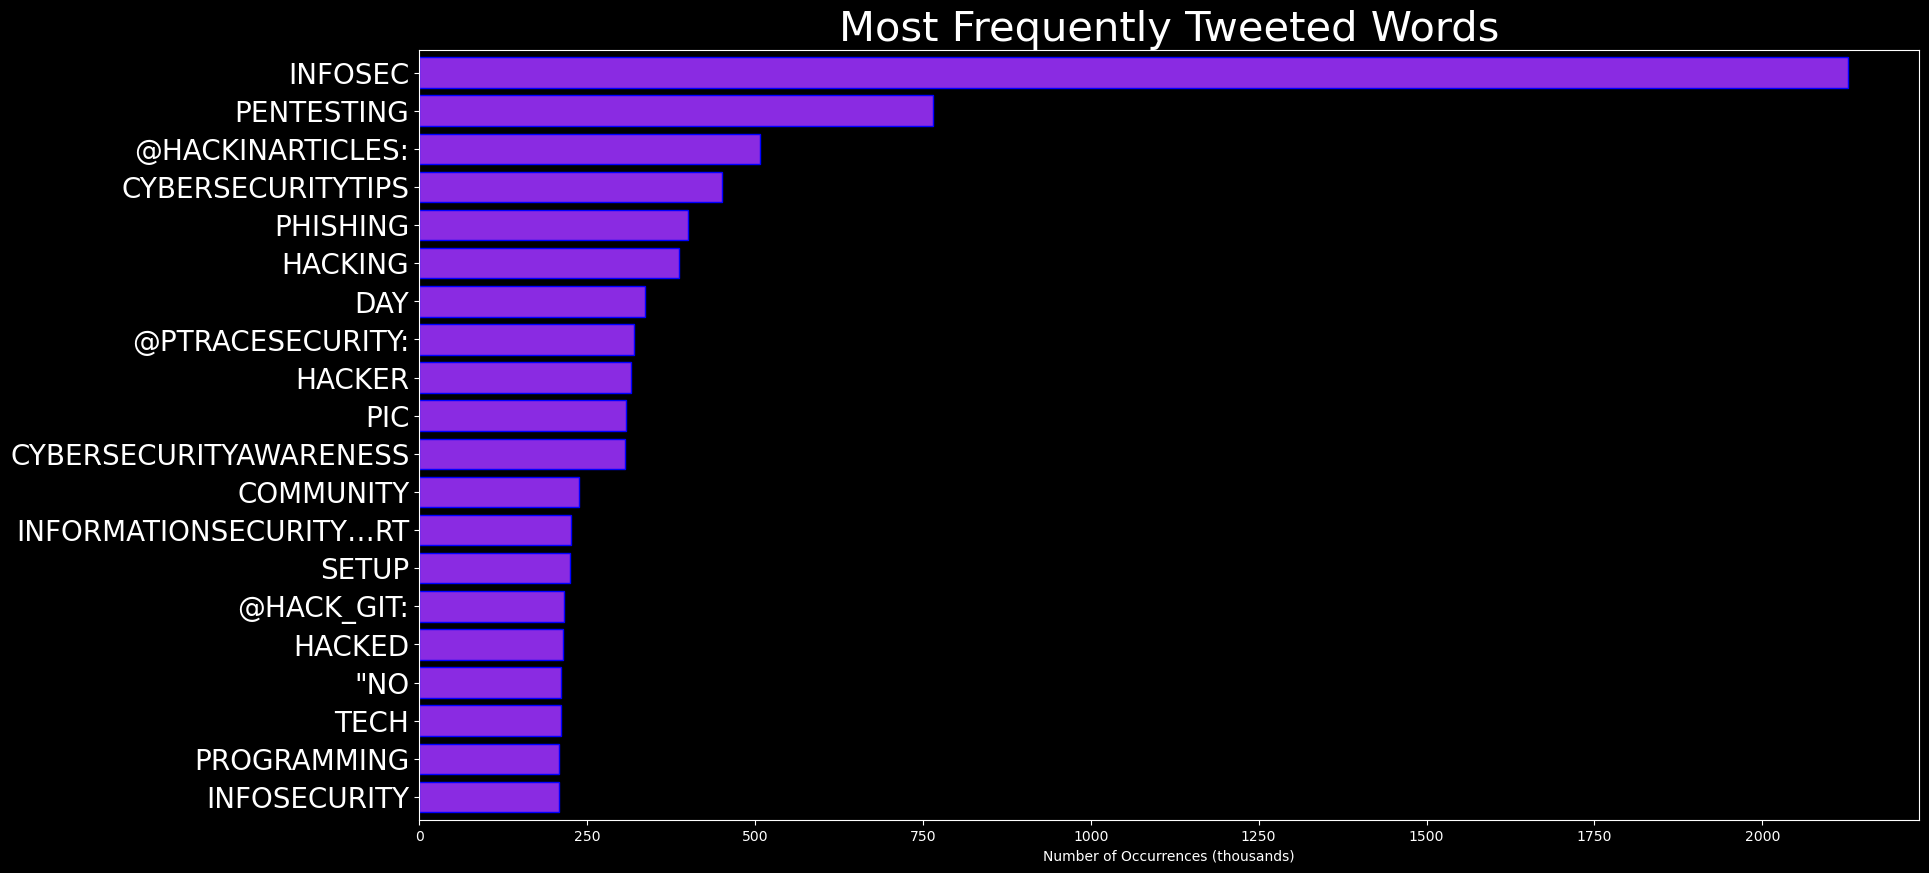 Most Frequently Tweeted Words
INFOSEC
PENTESTING
@HACKINARTICLES:
CYBERSECURITYTIPS
PHISHING
HACKING
DAY
@PTRACESECURITY:
HACKER
PIC
CYBERSECURITYAWARENESS
COMMUNITY
INFORMATIONSECURITY…RT
SETUP
@HACK_GIT:
HACKED
"NO
TECH
PROGRAMMING
INFOSECURITY
0 250 500 750 1000 1250 1500 1750 2000
Number of Occurrences (thousands)